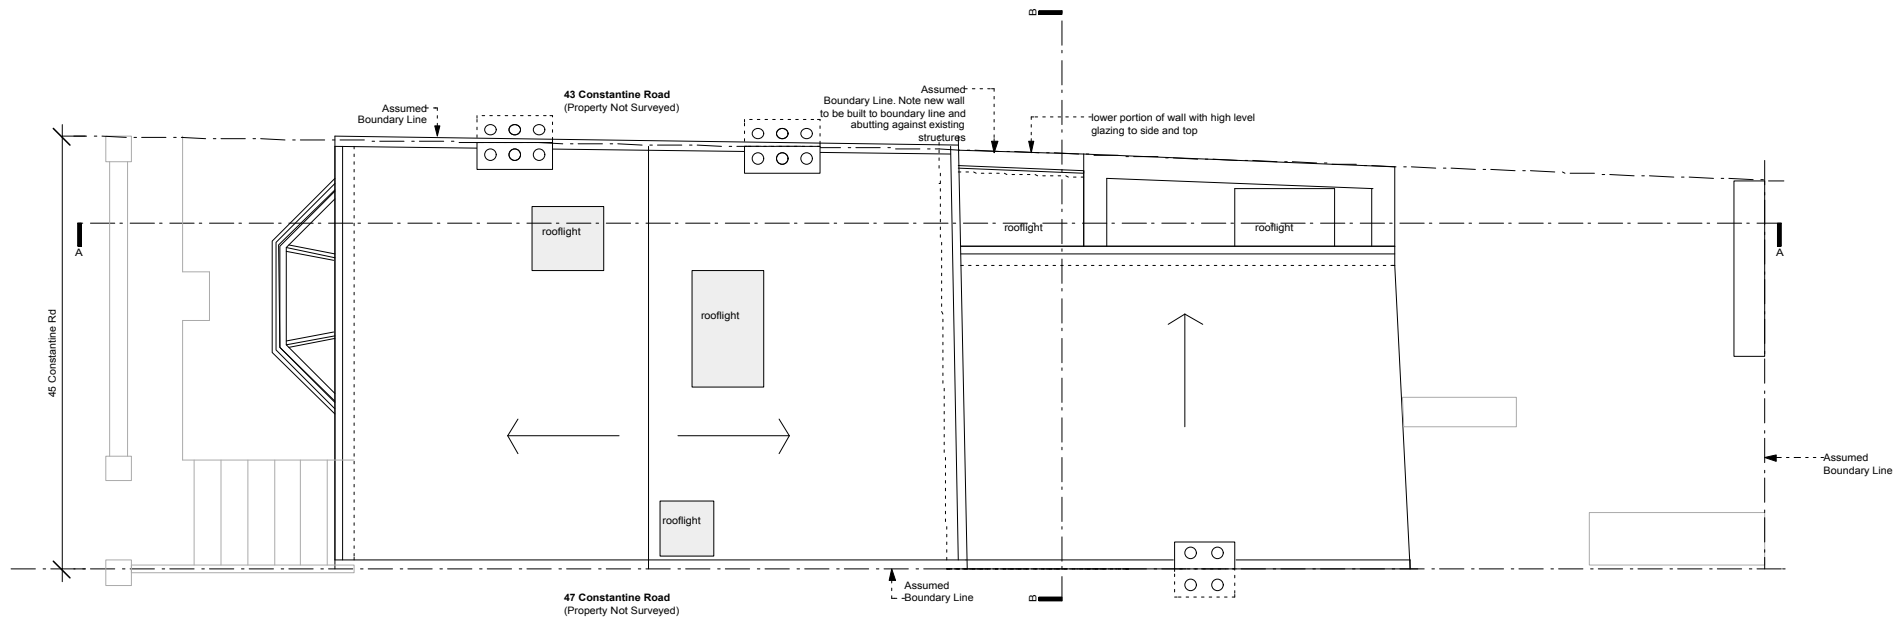 B
43 Constantine Road
(Property Not Surveyed)
Assumed
Boundary Line
Assumed
Boundary Line. Note new wall
to be built to boundary line and
abutting against existing
structures
lower portion of wall with high level
glazing to side and top
rooflight
rooflight
rooflight
A
A
rooflight
45 Constantine Rd
Assumed
Boundary Line
rooflight
Assumed
Boundary Line
47 Constantine Road
(Property Not Surveyed)
B